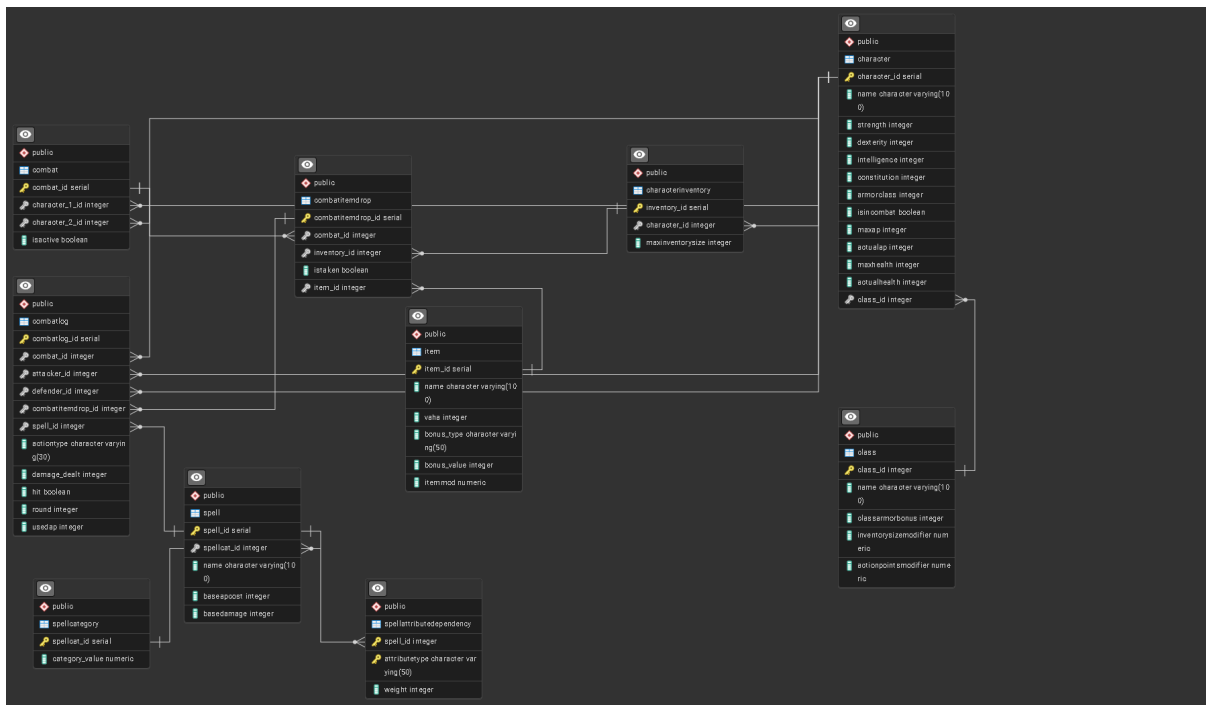 public
character
character_id serial
name character varying(10
0)
strength integer
dexterity integer
intelligence integer
constitution integer
armorclass integer
isincombat boolean
maxap integer
actualap integer
maxhealth integer
actualhealth integer
class_id integer
public
combat
combat_id serial
character_1_id integer
character_2_id integer
isactive boolean
public
combatitemdrop
combatitemdrop_id serial
combat_id integer
inventory_id integer
istaken boolean
item_id integer
public
characterinventory
inventory_id serial
character_id integer
maxinventorysize integer
public
combatlog
combatlog_id serial
combat_id integer
attacker_id integer
defender_id integer
combatitemdrop_id integer
spell_id integer
actiontype character varyin
g(30)
damage_dealt integer
hit boolean
round integer
usedap integer
public
item
item_id serial
name character varying(10
0)
vaha integer
bonus_type character varyi
ng(50)
bonus_value integer
itemmod numeric
public
class
class_id integer
name character varying(10
0)
classarmorbonus integer
inventorysizemodifier num
eric
actionpointsmodifier nume
ric
public
spell
spell_id serial
spellcat_id integer
name character varying(10
0)
baseapcost integer
basedamage integer
public
spellcategory
spellcat_id serial
category_value numeric
public
spellattributedependency
spell_id integer
attributetype character var
ying(50)
weight integer